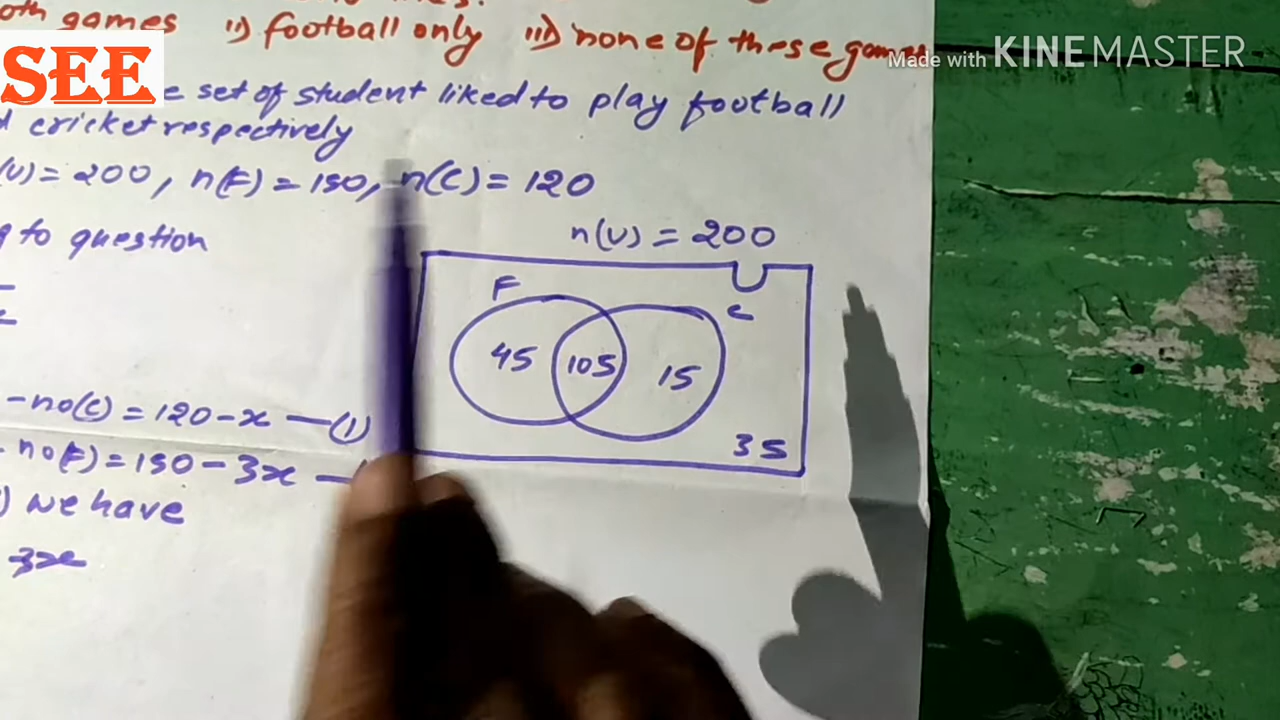 oth games ii) football only iii) none of these games
Made with KINEMASTER
SEE
e set of student liked to play football
d cricket respectively
(U) = 200, n(F) = 150, n(C) = 120
g to question
n(U) = 200
F
C
45 105 15
35
- no(C) = 120 - x — (1)
no(F) = 150 - 3x —
) we have
3x